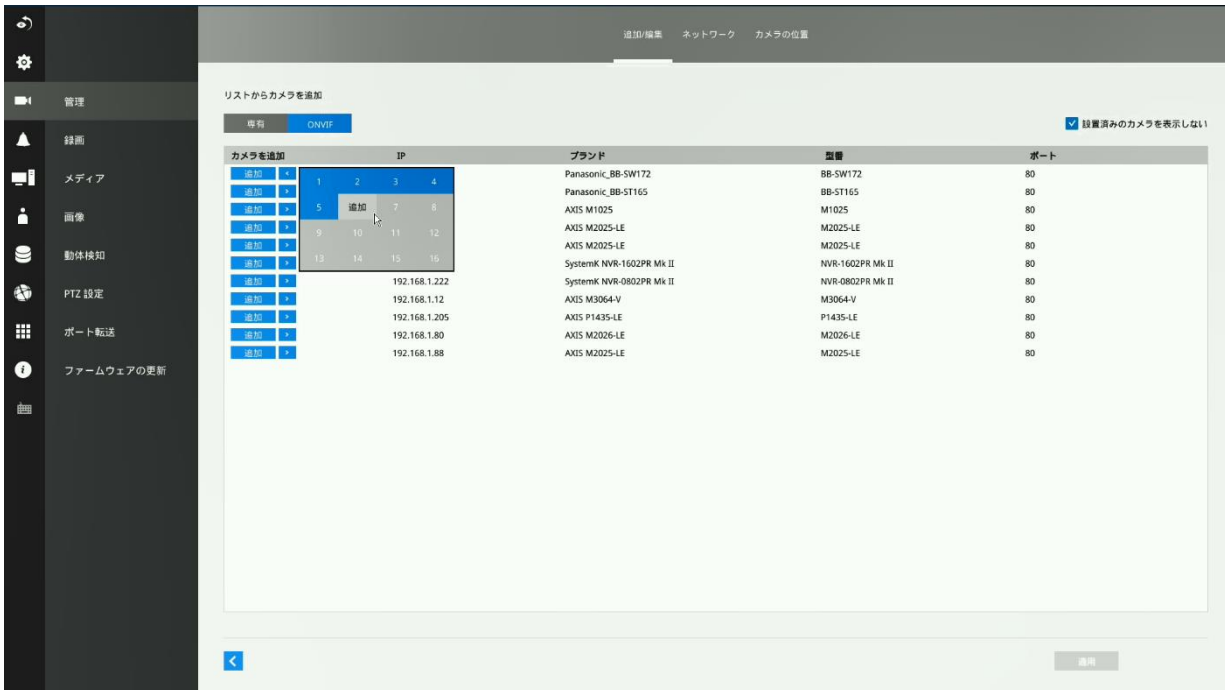 追加/編集 ネットワーク カメラの位置
管理
録画
メディア
画像
動体検知
PTZ 設定
ポート転送
ファームウェアの更新
リストからカメラを追加
専有 ONVIF
設置済みのカメラを表示しない
カメラを追加 IP ブランド 型番 ポート
追加 Panasonic_BB-SW172 BB-SW172 80
追加 Panasonic_BB-ST165 BB-ST165 80
追加 AXIS M1025 M1025 80
追加 AXIS M2025-LE M2025-LE 80
追加 AXIS M2025-LE M2025-LE 80
追加 SystemK NVR-1602PR Mk II NVR-1602PR Mk II 80
追加 192.168.1.222 SystemK NVR-0802PR Mk II NVR-0802PR Mk II 80
追加 192.168.1.12 AXIS M3064-V M3064-V 80
追加 192.168.1.205 AXIS P1435-LE P1435-LE 80
追加 192.168.1.80 AXIS M2026-LE M2026-LE 80
追加 192.168.1.88 AXIS M2025-LE M2025-LE 80
1 2 3 4
5 追加 7 8
9 10 11 12
13 14 15 16
適用